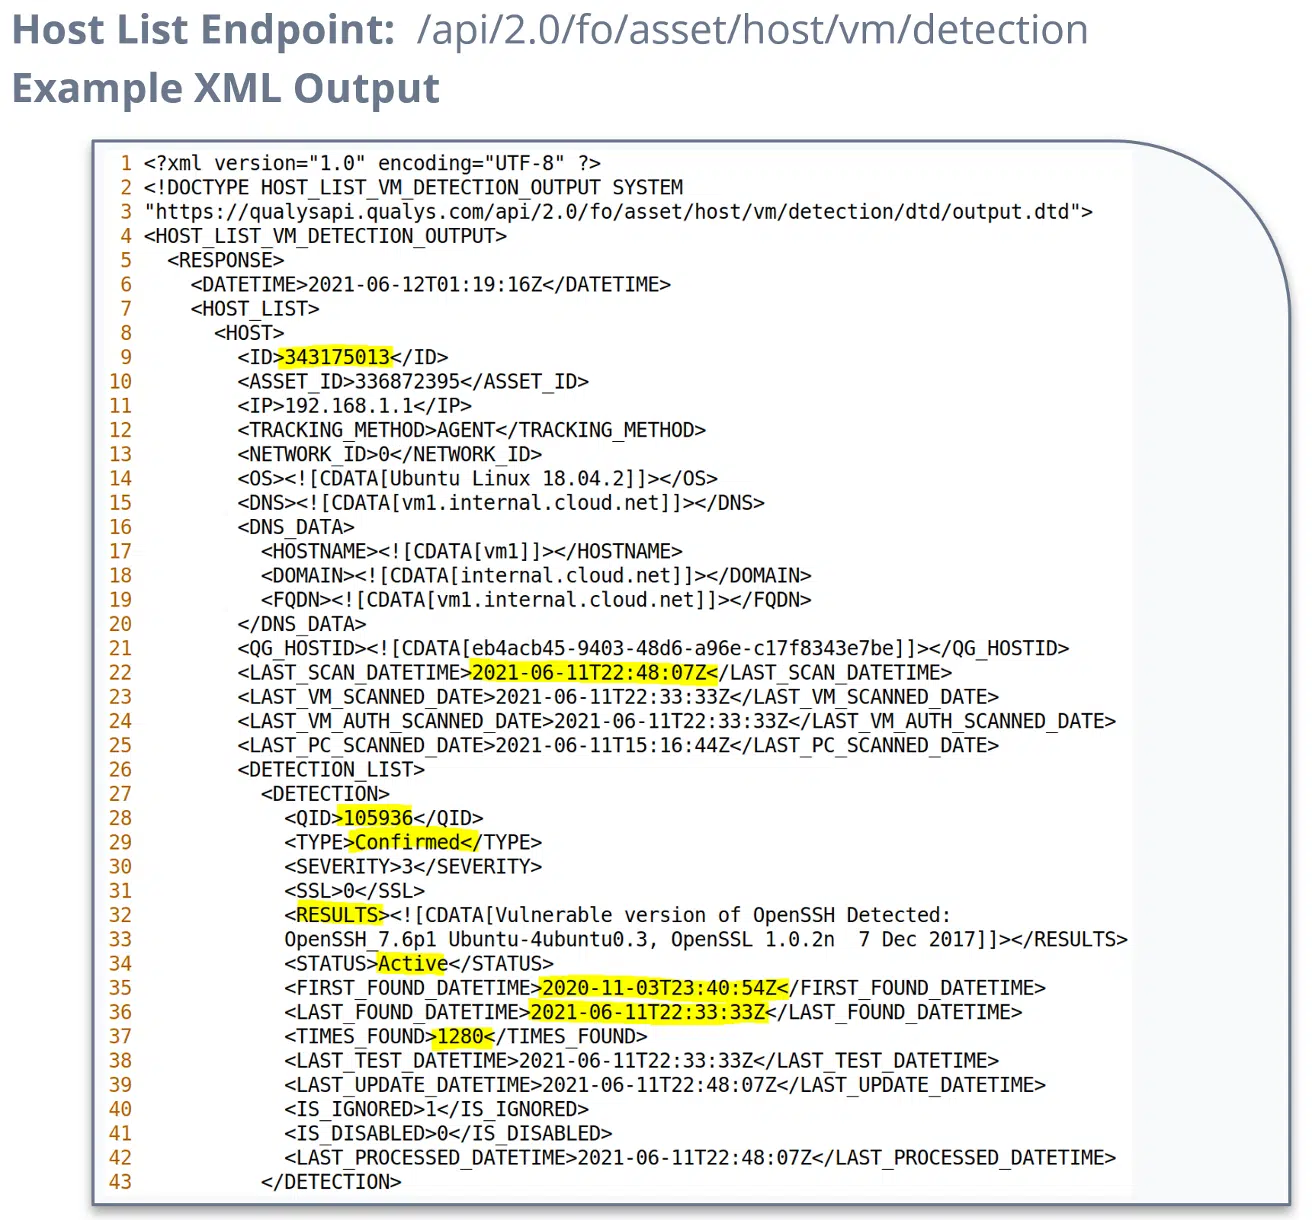 Host List Endpoint: /api/2.0/fo/asset/host/vm/detection
Example XML Output
1 <?xml version="1.0" encoding="UTF-8" ?>
2 <!DOCTYPE HOST_LIST_VM_DETECTION_OUTPUT SYSTEM
3 "https://qualysapi.qualys.com/api/2.0/fo/asset/host/vm/detection/dtd/output.dtd">
4 <HOST_LIST_VM_DETECTION_OUTPUT>
5   <RESPONSE>
6     <DATETIME>2021-06-12T01:19:16Z</DATETIME>
7     <HOST_LIST>
8       <HOST>
9         <ID>343175013</ID>
10         <ASSET_ID>336872395</ASSET_ID>
11         <IP>192.168.1.1</IP>
12         <TRACKING_METHOD>AGENT</TRACKING_METHOD>
13         <NETWORK_ID>0</NETWORK_ID>
14         <OS><![CDATA[Ubuntu Linux 18.04.2]]></OS>
15         <DNS><![CDATA[vm1.internal.cloud.net]]></DNS>
16         <DNS_DATA>
17           <HOSTNAME><![CDATA[vm1]]></HOSTNAME>
18           <DOMAIN><![CDATA[internal.cloud.net]]></DOMAIN>
19           <FQDN><![CDATA[vm1.internal.cloud.net]]></FQDN>
20         </DNS_DATA>
21         <QG_HOSTID><![CDATA[eb4acb45-9403-48d6-a96e-c17f8343e7be]]></QG_HOSTID>
22         <LAST_SCAN_DATETIME>2021-06-11T22:48:07Z</LAST_SCAN_DATETIME>
23         <LAST_VM_SCANNED_DATE>2021-06-11T22:33:33Z</LAST_VM_SCANNED_DATE>
24         <LAST_VM_AUTH_SCANNED_DATE>2021-06-11T22:33:33Z</LAST_VM_AUTH_SCANNED_DATE>
25         <LAST_PC_SCANNED_DATE>2021-06-11T15:16:44Z</LAST_PC_SCANNED_DATE>
26         <DETECTION_LIST>
27           <DETECTION>
28             <QID>105936</QID>
29             <TYPE>Confirmed</TYPE>
30             <SEVERITY>3</SEVERITY>
31             <SSL>0</SSL>
32             <RESULTS><![CDATA[Vulnerable version of OpenSSH Detected:
33             OpenSSH_7.6p1 Ubuntu-4ubuntu0.3, OpenSSL 1.0.2n  7 Dec 2017]]></RESULTS>
34             <STATUS>Active</STATUS>
35             <FIRST_FOUND_DATETIME>2020-11-03T23:40:54Z</FIRST_FOUND_DATETIME>
36             <LAST_FOUND_DATETIME>2021-06-11T22:33:33Z</LAST_FOUND_DATETIME>
37             <TIMES_FOUND>1280</TIMES_FOUND>
38             <LAST_TEST_DATETIME>2021-06-11T22:33:33Z</LAST_TEST_DATETIME>
39             <LAST_UPDATE_DATETIME>2021-06-11T22:48:07Z</LAST_UPDATE_DATETIME>
40             <IS_IGNORED>1</IS_IGNORED>
41             <IS_DISABLED>0</IS_DISABLED>
42             <LAST_PROCESSED_DATETIME>2021-06-11T22:48:07Z</LAST_PROCESSED_DATETIME>
43           </DETECTION>